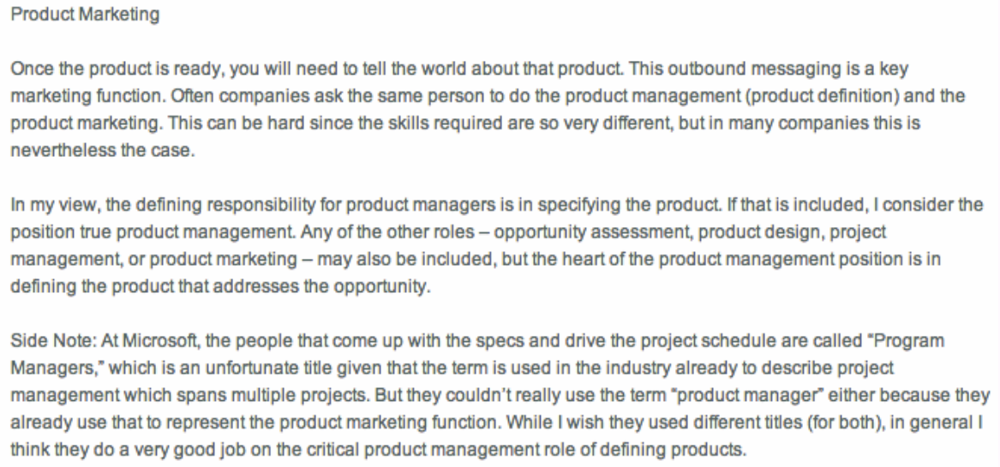 Product Marketing
Once the product is ready, you will need to tell the world about that product. This outbound messaging is a key
marketing function. Often companies ask the same person to do the product management (product definition) and the
product marketing. This can be hard since the skills required are so very different, but in many companies this is
nevertheless the case.
In my view, the defining responsibility for product managers is in specifying the product. If that is included, I consider the
position true product management. Any of the other roles – opportunity assessment, product design, project
management, or product marketing – may also be included, but the heart of the product management position is in
defining the product that addresses the opportunity.
Side Note: At Microsoft, the people that come up with the specs and drive the project schedule are called “Program
Managers,” which is an unfortunate title given that the term is used in the industry already to describe project
management which spans multiple projects. But they couldn’t really use the term “product manager” either because they
already use that to represent the product marketing function. While I wish they used different titles (for both), in general I
think they do a very good job on the critical product management role of defining products.